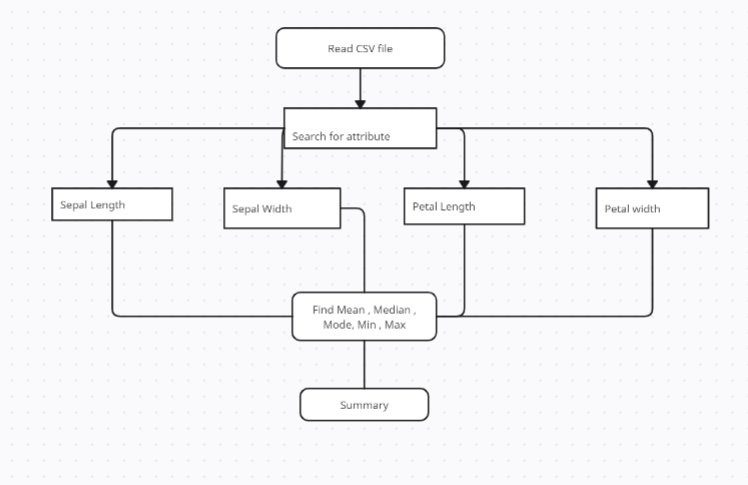 Read CSV file
Search for attribute
Sepal Length
Sepal Width
Petal Length
Petal width
Find Mean , Median ,
Mode, Min , Max
Summary